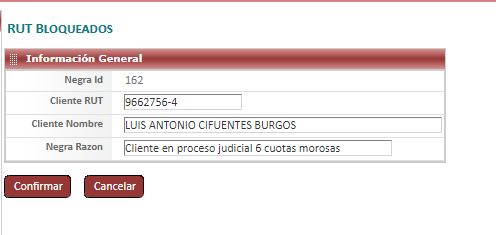 RUT BLOQUEADOS
Información General
Negra Id 162
Cliente RUT 9662756-4
Cliente Nombre LUIS ANTONIO CIFUENTES BURGOS
Negra Razon Cliente en proceso judicial 6 cuotas morosas
Confirmar Cancelar